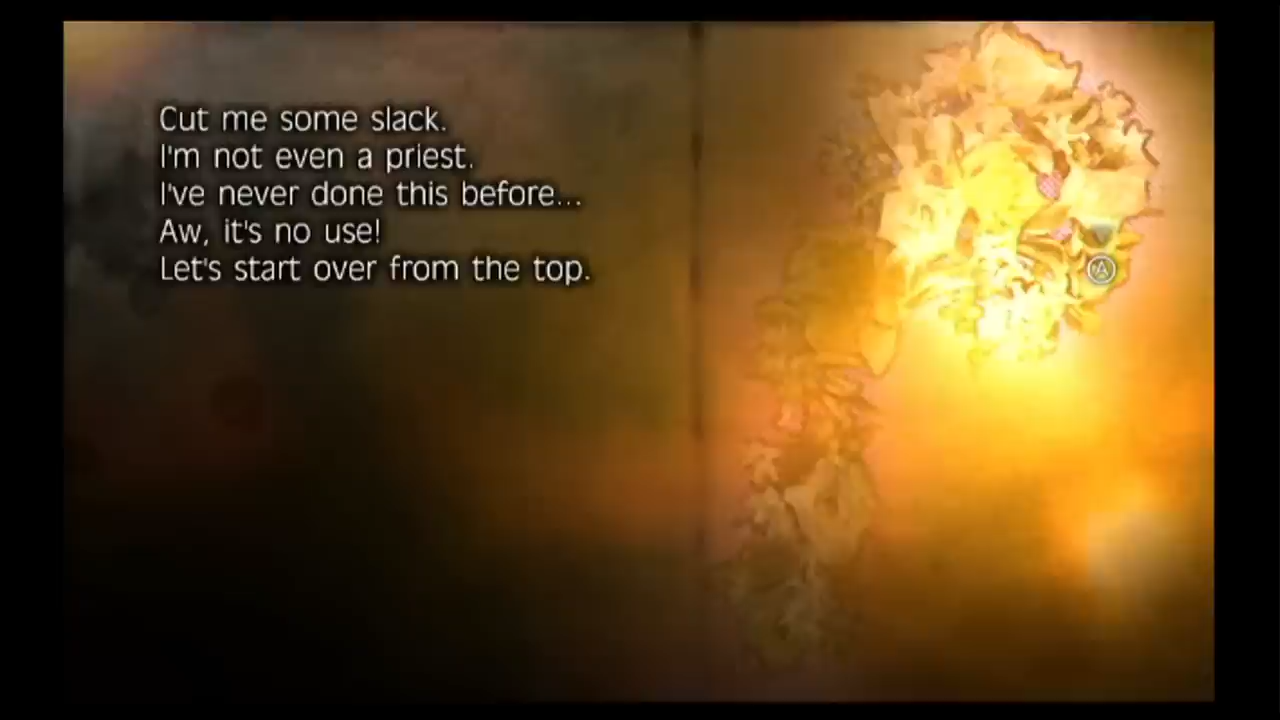 Cut me some slack.
I'm not even a priest.
I've never done this before...
Aw, it's no use!
Let's start over from the top.
A